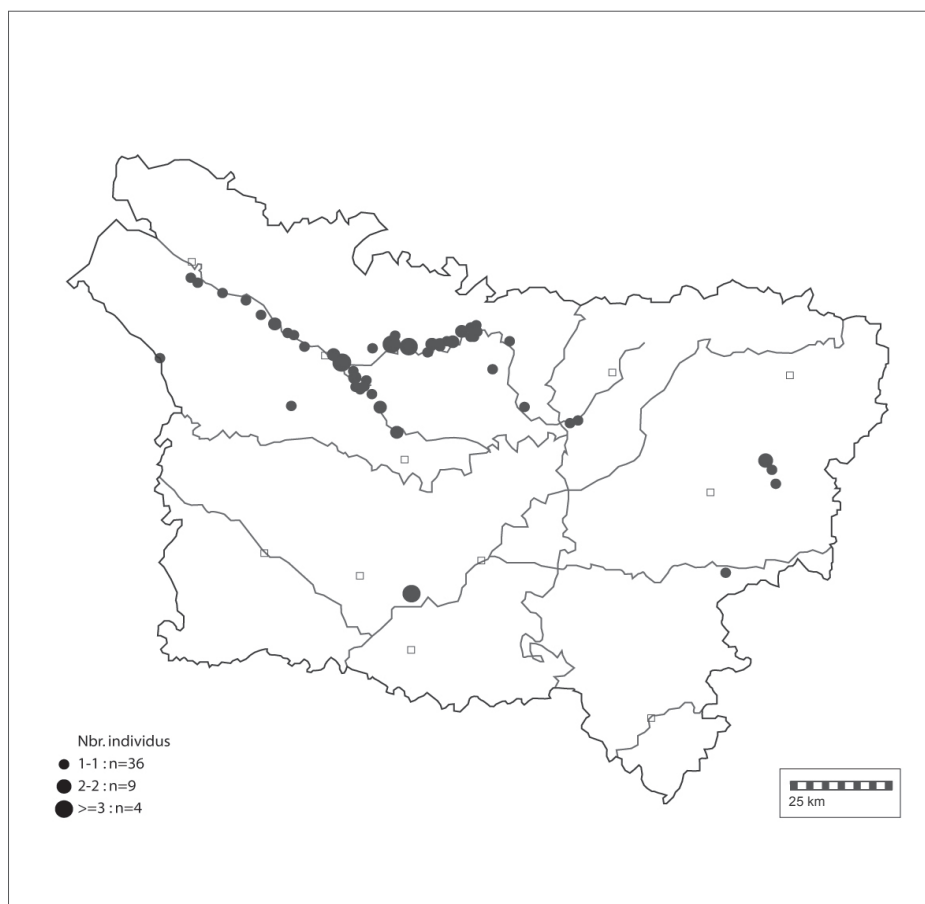 Nbr. individus
1-1 : n=36
2-2 : n=9
>=3 : n=4
25 km